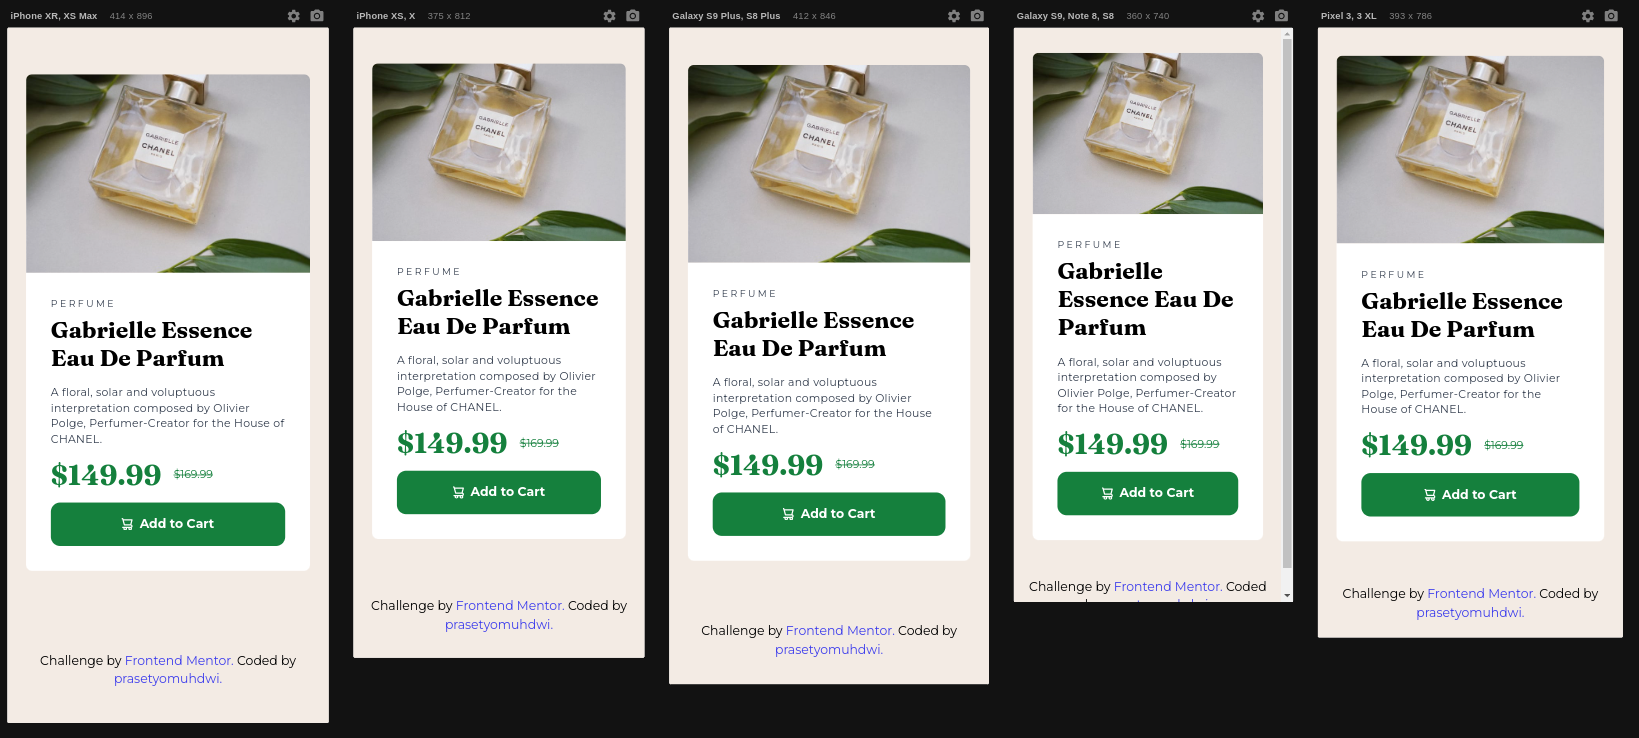 iPhone XR, XS Max 414 x 896
GABRIELLE
CHANEL
PARIS
PERFUME
Gabrielle Essence
Eau De Parfum
A floral, solar and voluptuous
interpretation composed by Olivier
Polge, Perfumer-Creator for the House of
CHANEL.
$149.99 $169.99
Add to Cart
Challenge by Frontend Mentor. Coded by
prasetyomuhdwi.
iPhone XS, X 375 x 812
GABRIELLE
CHANEL
PERFUME
Gabrielle Essence
Eau De Parfum
A floral, solar and voluptuous
interpretation composed by Olivier
Polge, Perfumer-Creator for the
House of CHANEL.
$149.99 $169.99
Add to Cart
Challenge by Frontend Mentor. Coded by
prasetyomuhdwi.
Galaxy S9 Plus, S8 Plus 412 x 846
GABRIELLE
CHANEL
PARIS
PERFUME
Gabrielle Essence
Eau De Parfum
A floral, solar and voluptuous
interpretation composed by Olivier
Polge, Perfumer-Creator for the House
of CHANEL.
$149.99 $169.99
Add to Cart
Challenge by Frontend Mentor. Coded by
prasetyomuhdwi.
Galaxy S9, Note 8, S8 360 x 740
GABRIELLE
CHANEL
PERFUME
Gabrielle
Essence Eau De
Parfum
A floral, solar and voluptuous
interpretation composed by
Olivier Polge, Perfumer-Creator
for the House of CHANEL.
$149.99 $169.99
Add to Cart
Challenge by Frontend Mentor. Coded
Pixel 3, 3 XL 393 x 786
GABRIELLE
CHANEL
PERFUME
Gabrielle Essence
Eau De Parfum
A floral, solar and voluptuous
interpretation composed by Olivier
Polge, Perfumer-Creator for the
House of CHANEL.
$149.99 $169.99
Add to Cart
Challenge by Frontend Mentor. Coded by
prasetyomuhdwi.